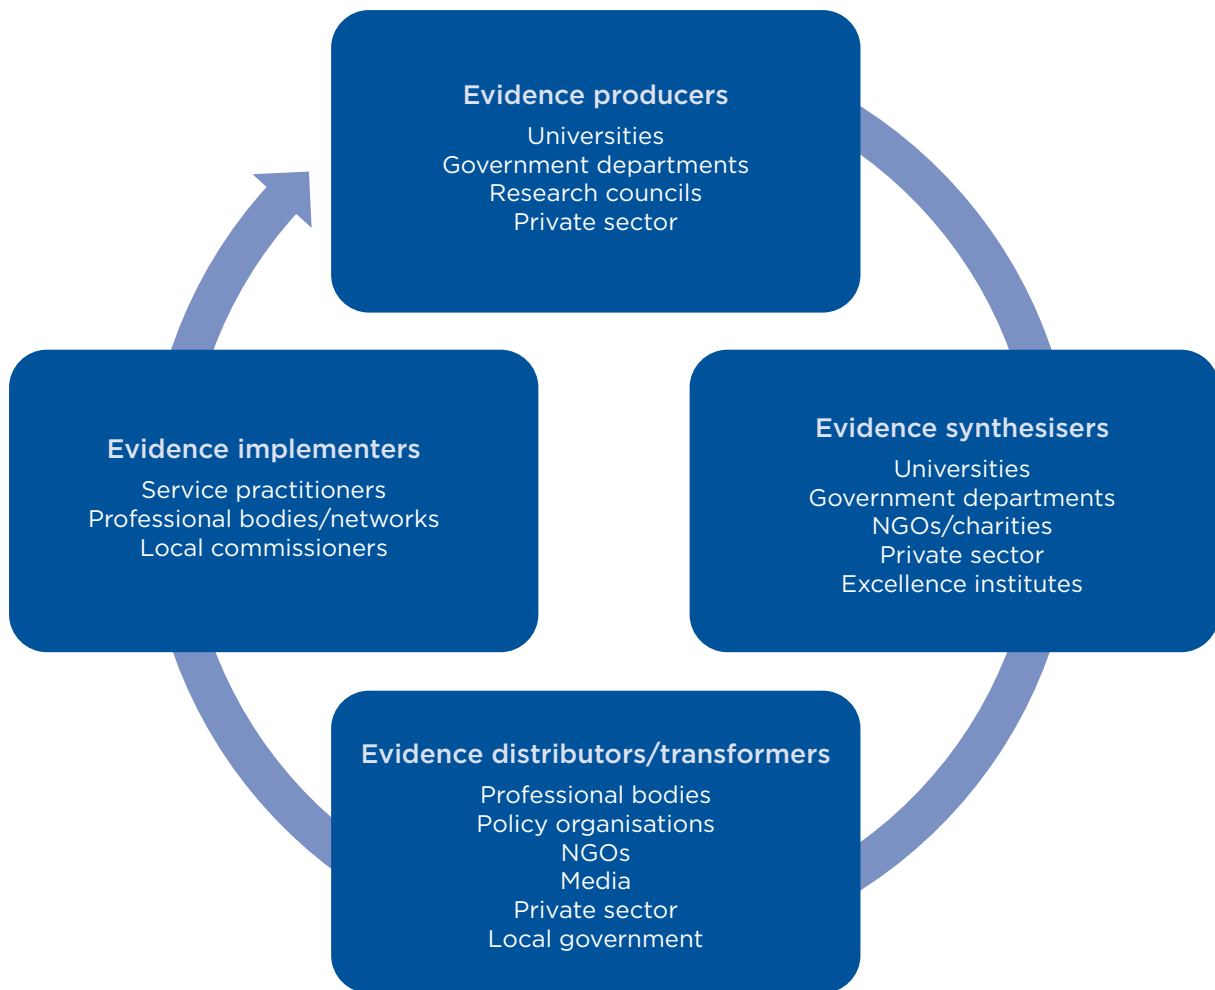 Evidence producers
Universities
Government departments
Research councils
Private sector
Evidence synthesisers
Universities
Government departments
NGOs/charities
Private sector
Excellence institutes
Evidence distributors/transformers
Professional bodies
Policy organisations
NGOs
Media
Private sector
Local government
Evidence implementers
Service practitioners
Professional bodies/networks
Local commissioners